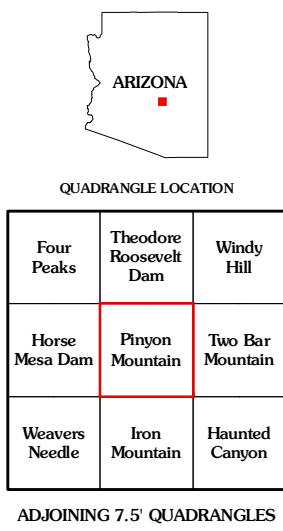 ARIZONA
QUADRANGLE LOCATION
Four
Peaks
Theodore
Roosevelt
Dam
Windy
Hill
Horse
Mesa Dam
Pinyon
Mountain
Two Bar
Mountain
Weavers
Needle
Iron
Mountain
Haunted
Canyon
ADJOINING 7.5' QUADRANGLES